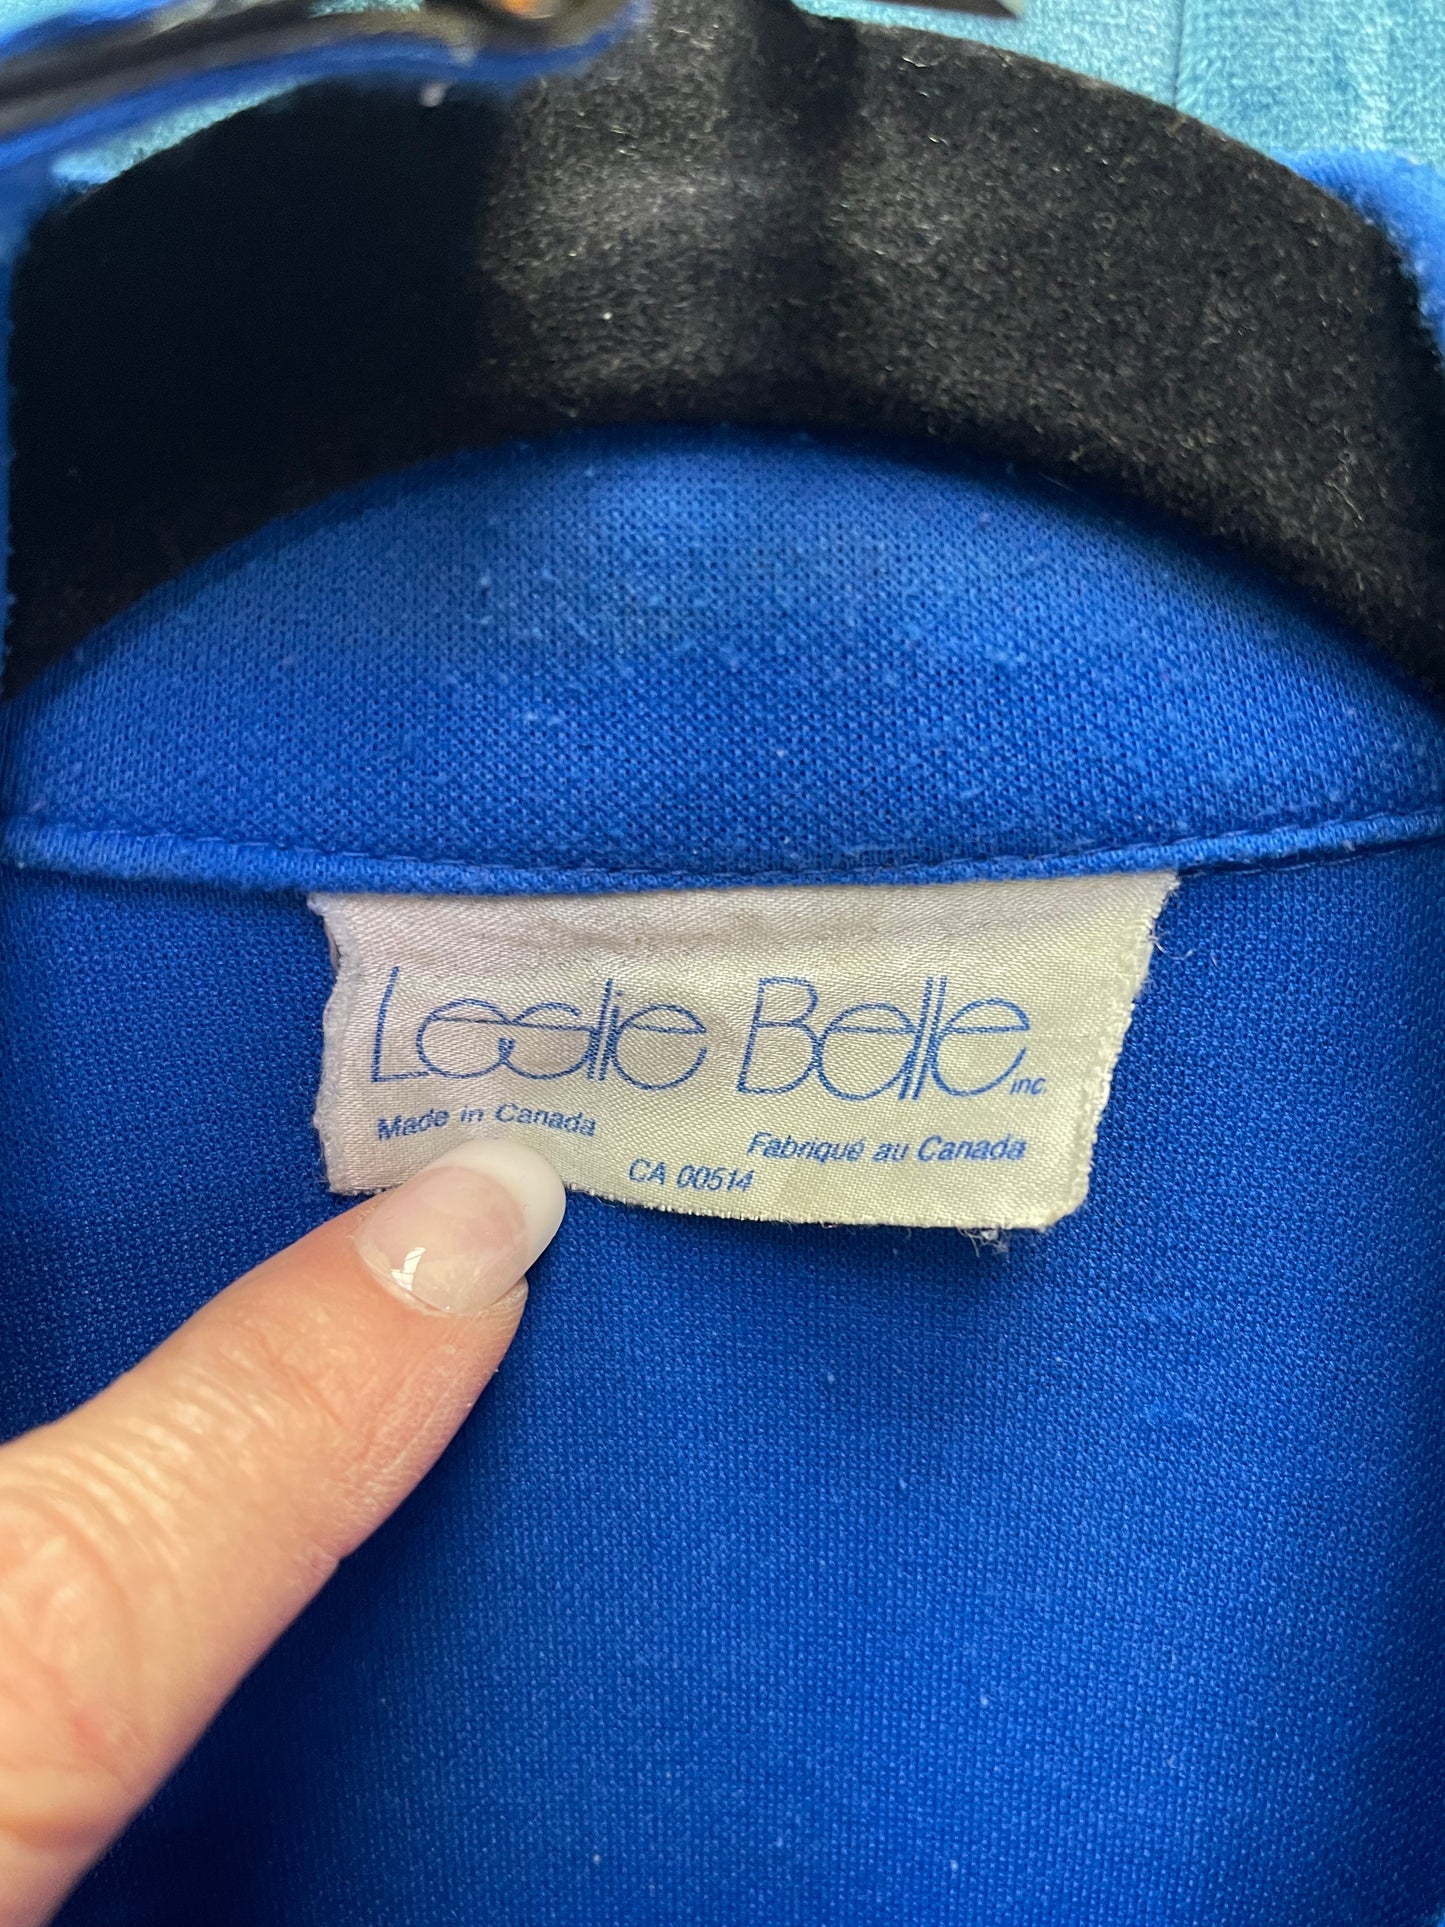 Leslie Belle inc.
Made in Canada
Fabriqué au Canada
CA 00514